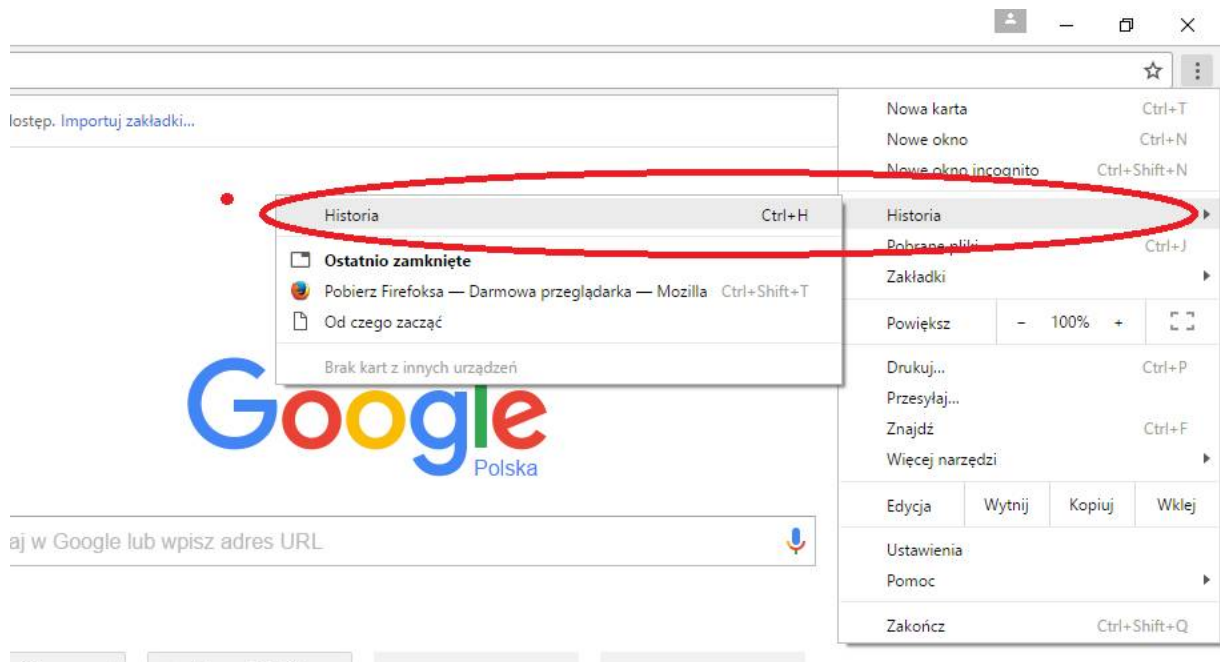 lostęp. Importuj zakładki...
Nowa karta Ctrl+T
Nowe okno Ctrl+N
Nowe okno incognito Ctrl+Shift+N
Historia Ctrl+H
Historia
Ostatnio zamknięte
Pobrane pliki Ctrl+J
Pobierz Firefoksa — Darmowa przeglądarka — Mozilla Ctrl+Shift+T
Zakładki
Od czego zacząć
Powiększ - 100% +
Brak kart z innych urządzeń
Drukuj... Ctrl+P
Przesyłaj...
Znajdź Ctrl+F
Więcej narzędzi
Google
Polska
Edycja Wytnij Kopiuj Wklej
aj w Google lub wpisz adres URL
Ustawienia
Pomoc
Zakończ Ctrl+Shift+Q